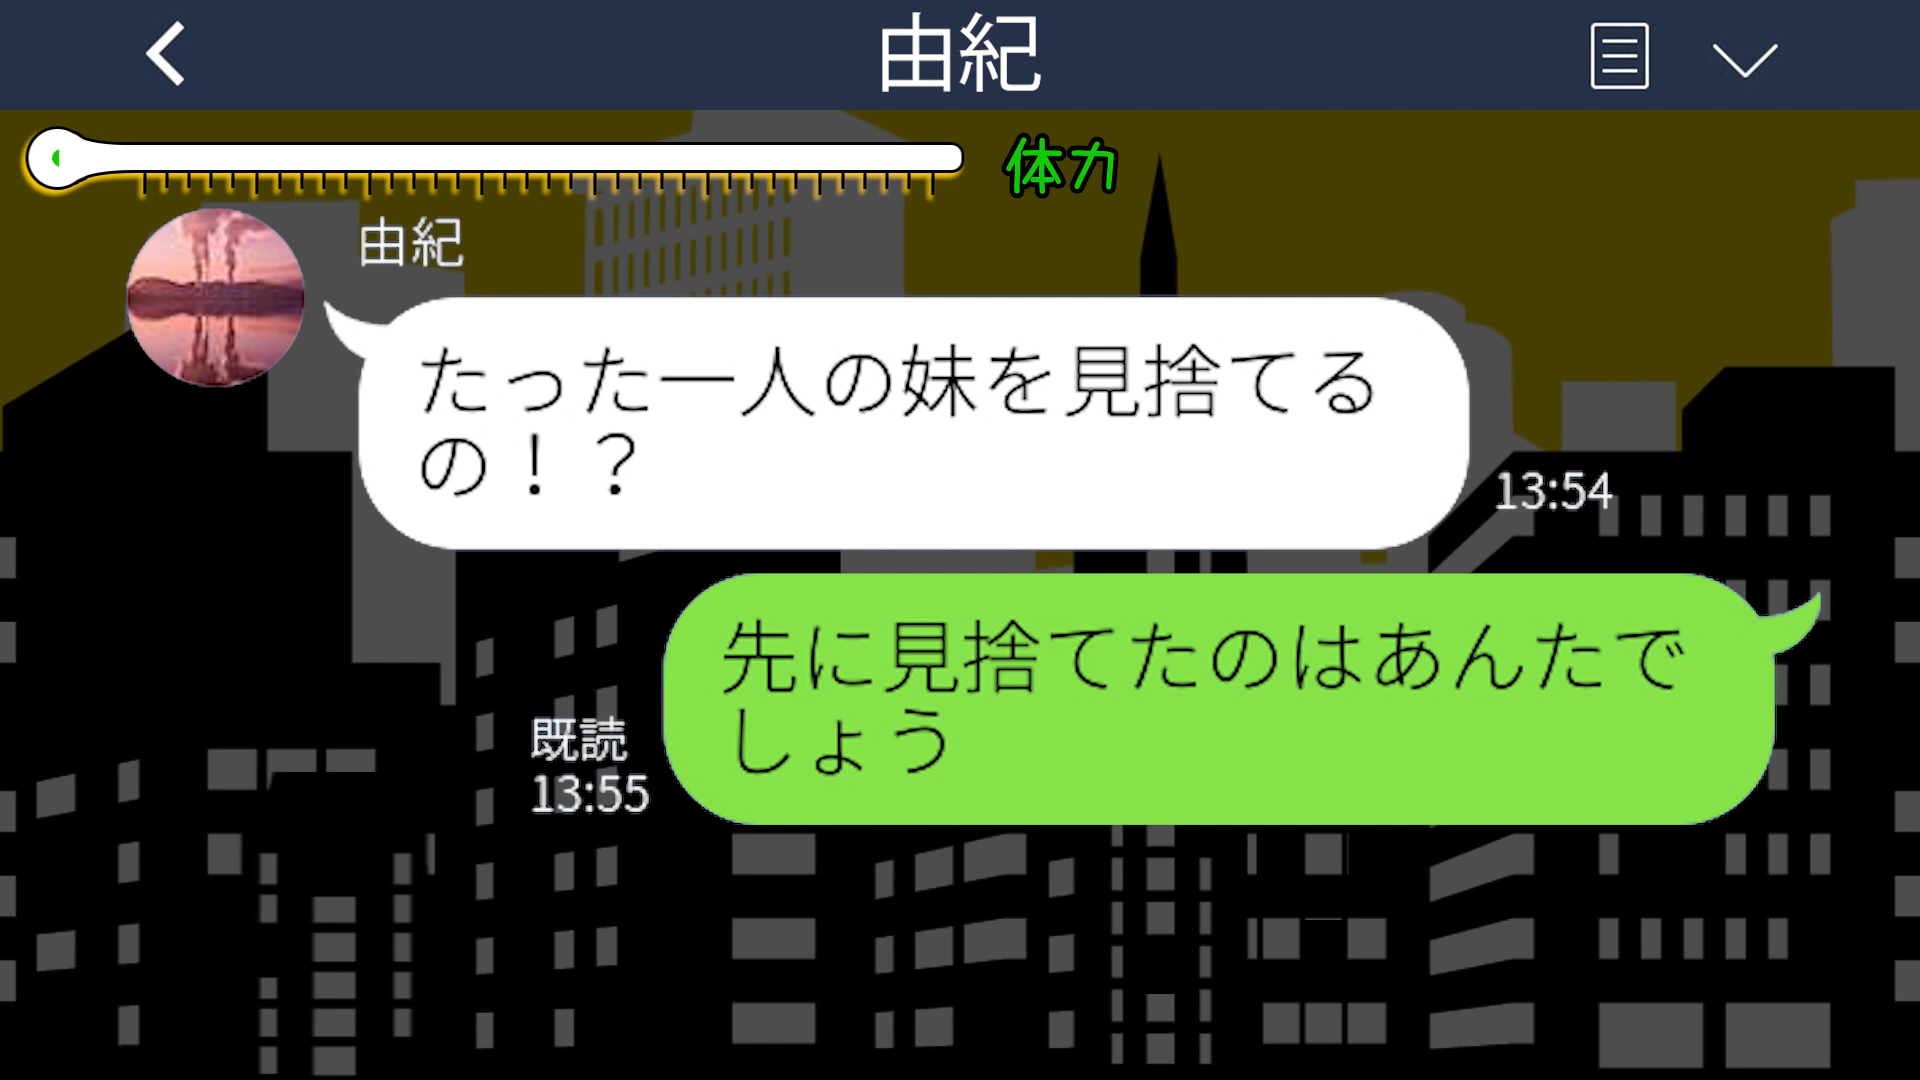 由紀
体力
由紀
たった一人の妹を見捨てる
の！？
13:54
先に見捨てたのはあんたで
しょう
既読
13:55